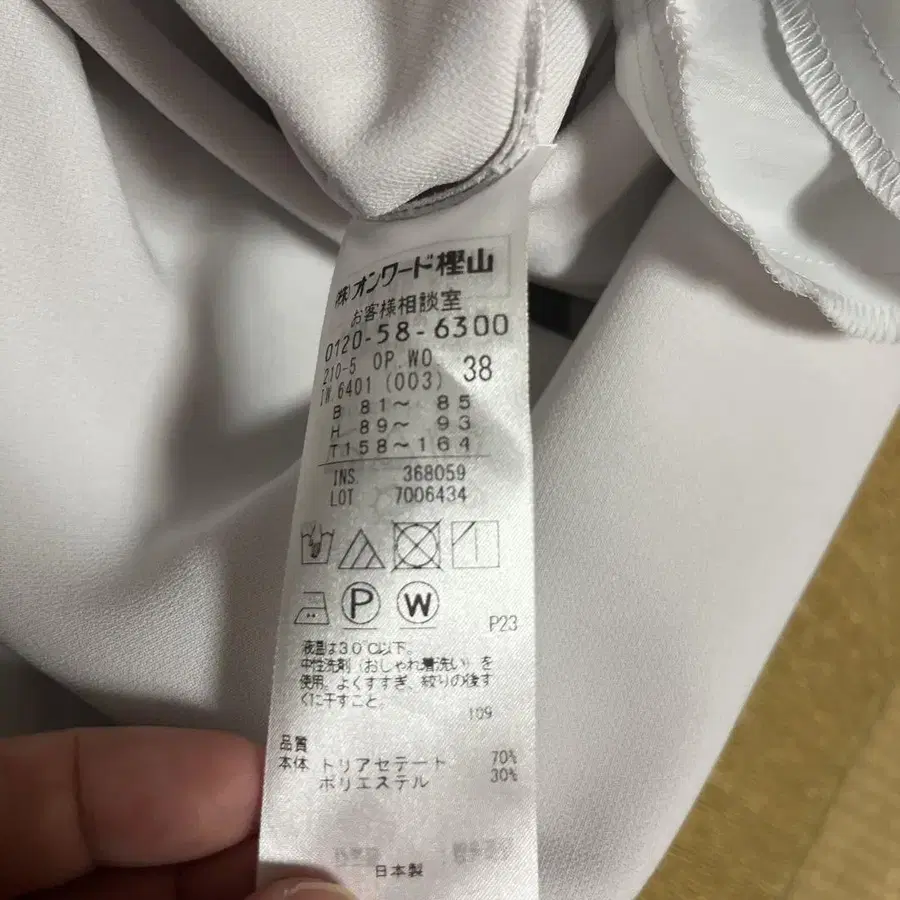 ㈱オンワード樫山
お客様相談室
0120-58-6300
210-5 OP.WO 38
IW.6401 (003)
B 81～ 85
H 89～ 93
T158～164
INS 368059
LOT 7006434
P W
P23
液温は30℃以下。
中性洗剤(おしゃれ着洗い)を
使用。よくすすぎ、絞りの後す
ぐに干すこと。
109
品質
本体 トリアセテート 70%
ポリエステル 30%
日本製